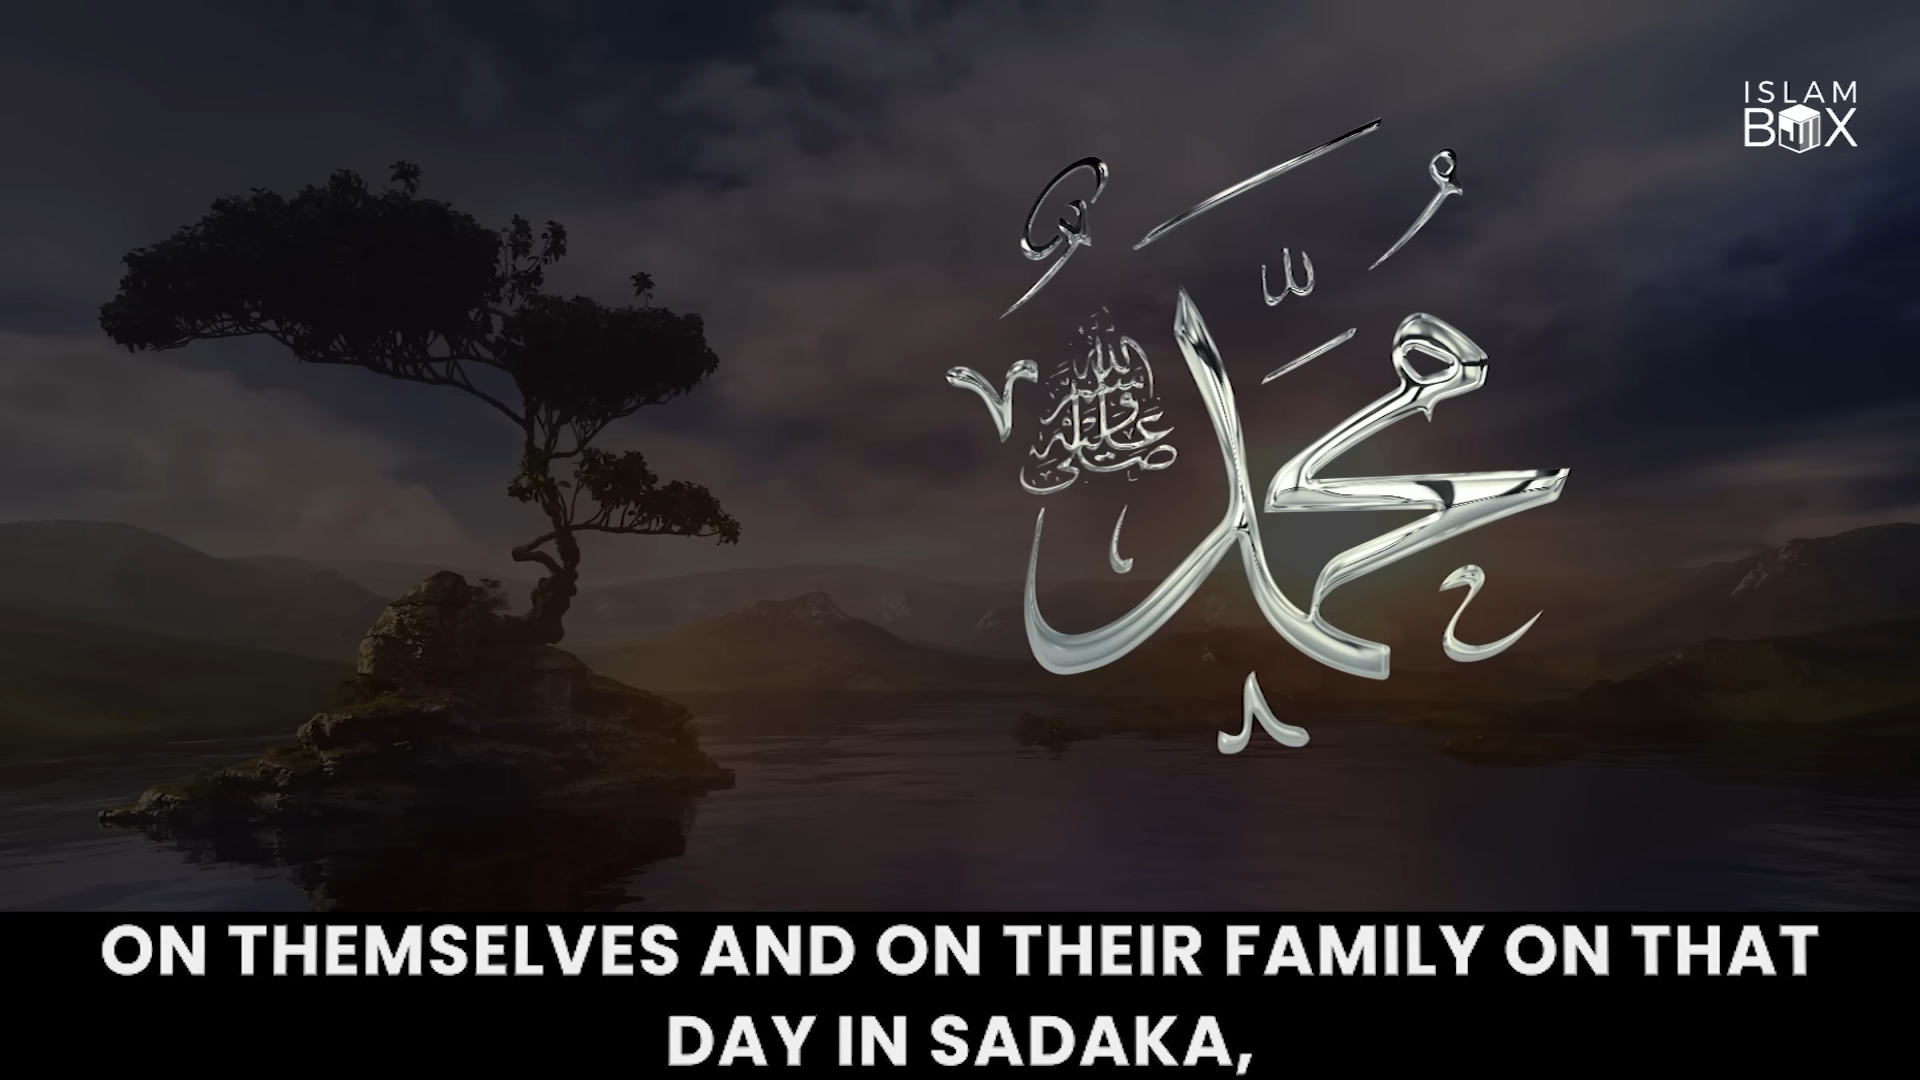 ISLAM
BOX
محمد
صلى الله عليه وسلم
ON THEMSELVES AND ON THEIR FAMILY ON THAT
DAY IN SADAKA,